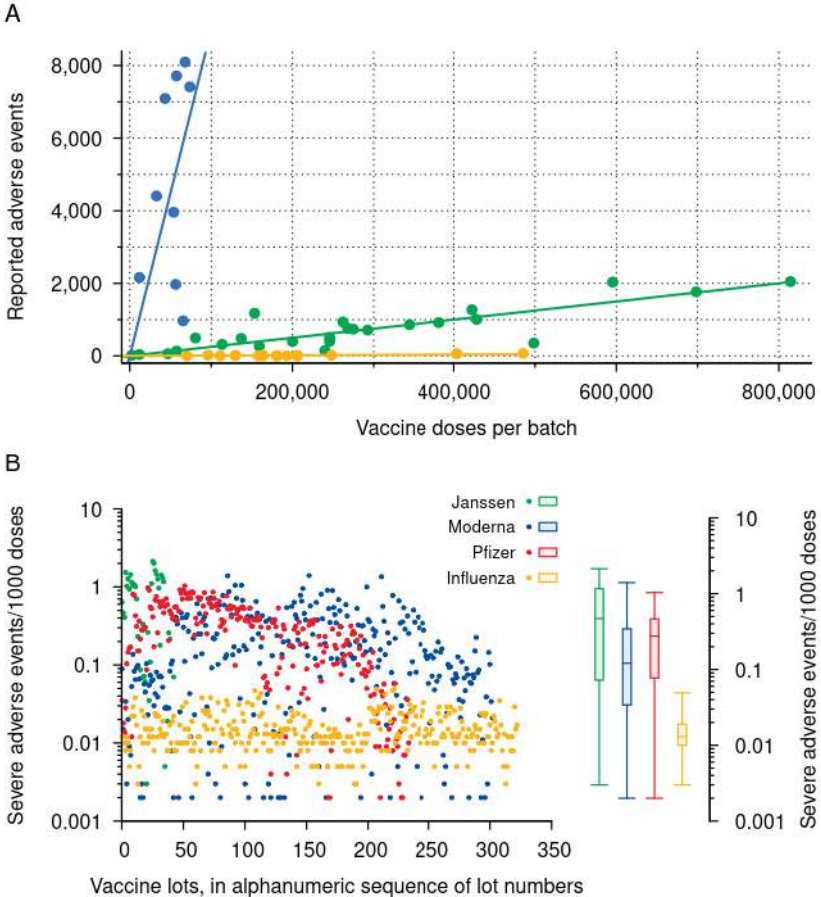 A
8,000
6,000
4,000
2,000
0
Reported adverse events
0 200,000 400,000 600,000 800,000
Vaccine doses per batch
B
Severe adverse events/1000 doses
10
1
0.1
0.01
0.001
Janssen
Moderna
Pfizer
Influenza
10
1
0.1
0.01
0.001
Severe adverse events/1000 doses
0 50 100 150 200 250 300 350
Vaccine lots, in alphanumeric sequence of lot numbers